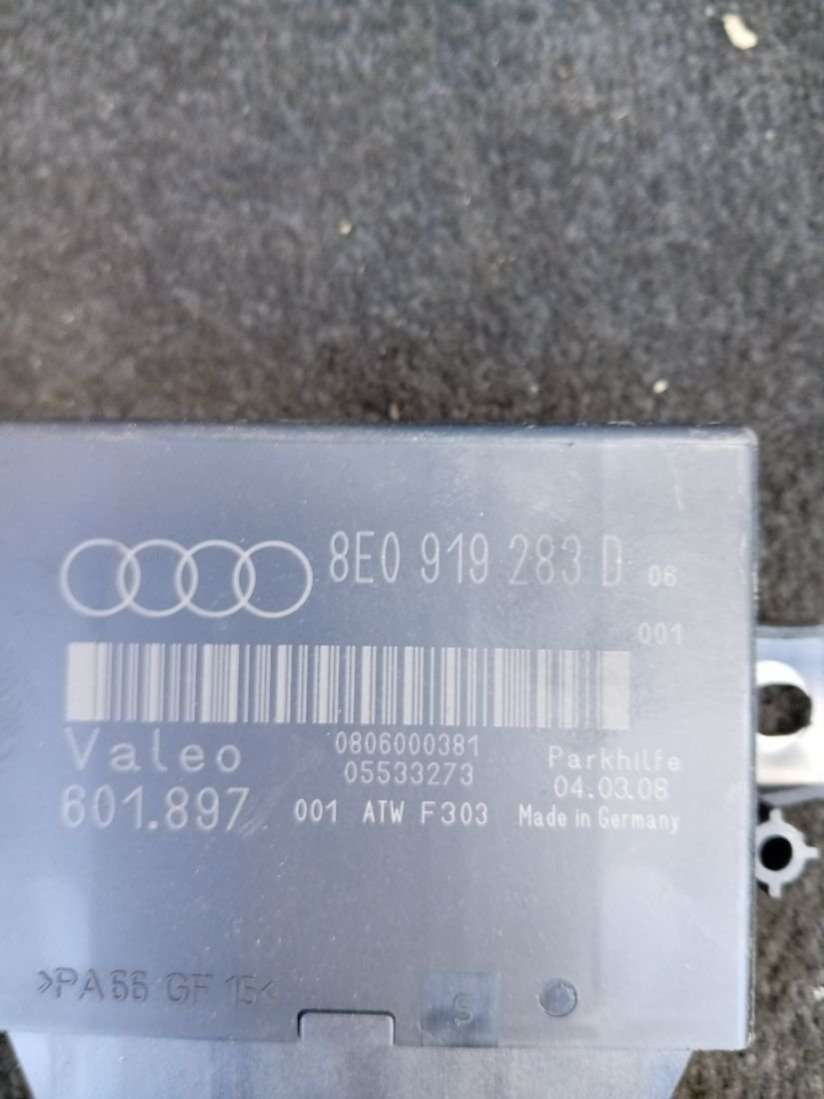 8E0 919 283 D 06
001
Valeo
0806000381
05533273
Parkhilfe
04.03.08
601.897
001 ATW F303
Made in Germany
>PA66 GF 15<
S